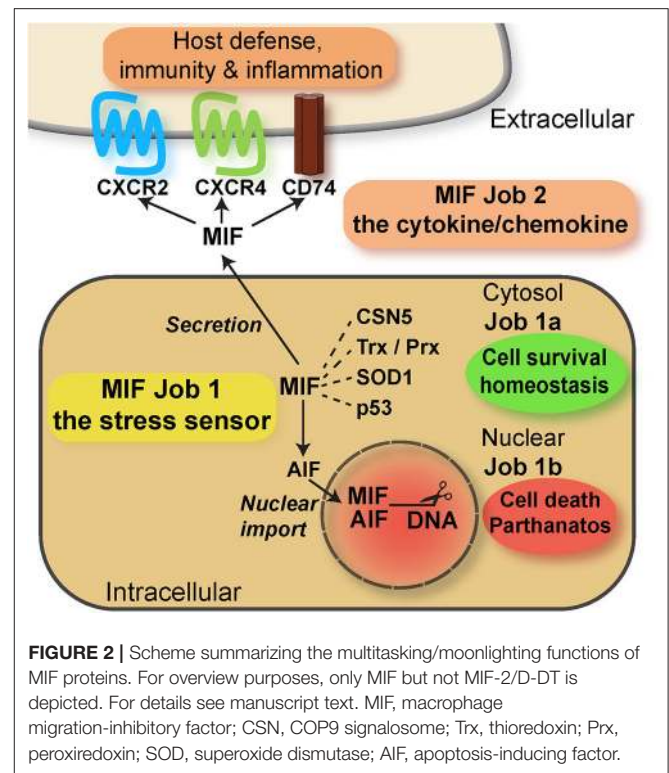 Host defense,
immunity & inflammation
Extracellular
CXCR2 CXCR4 CD74
MIF
MIF Job 2
the cytokine/chemokine
Secretion
MIF
CSN5
Trx / Prx
SOD1
p53
Cytosol
Job 1a
Cell survival
homeostasis
MIF Job 1
the stress sensor
AIF
Nuclear
import
MIF
AIF DNA
Nuclear
Job 1b
Cell death
Parthanatos
Intracellular
FIGURE 2 | Scheme summarizing the multitasking/moonlighting functions of
MIF proteins. For overview purposes, only MIF but not MIF-2/D-DT is
depicted. For details see manuscript text. MIF, macrophage
migration-inhibitory factor; CSN, COP9 signalosome; Trx, thioredoxin; Prx,
peroxiredoxin; SOD, superoxide dismutase; AIF, apoptosis-inducing factor.